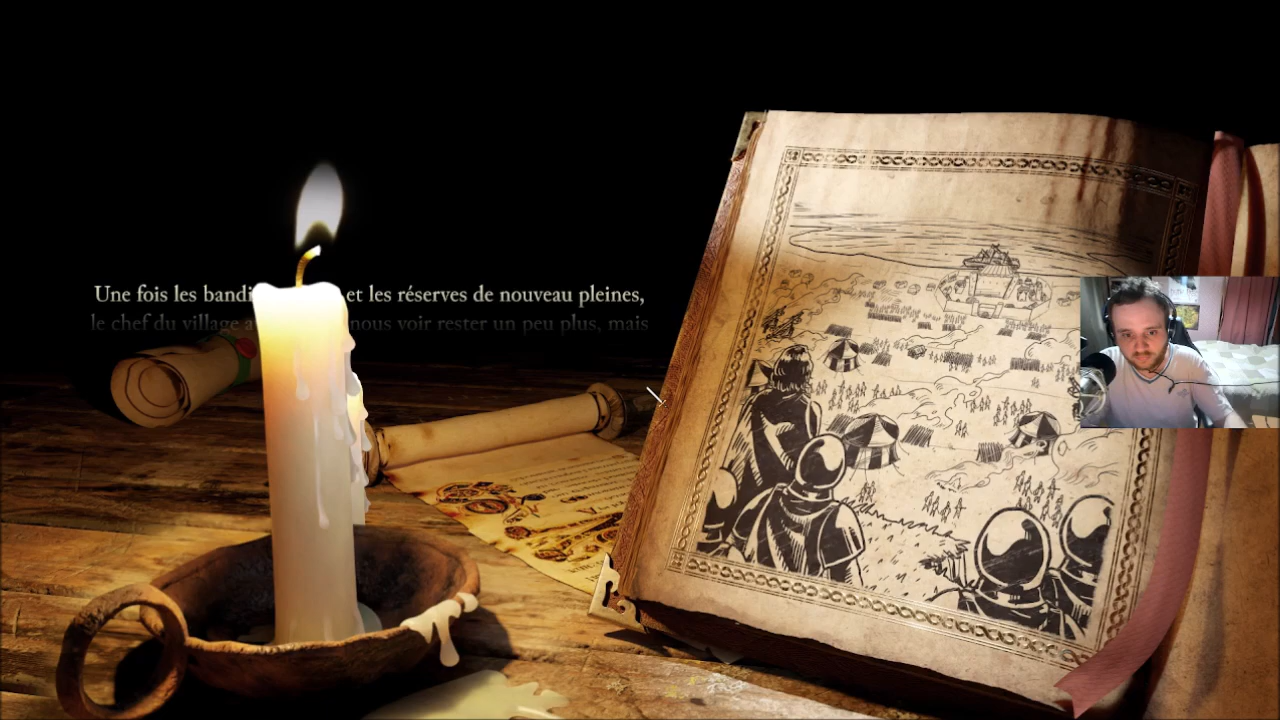 Une fois les bandi et les réserves de nouveau pleines,
le chef du village a nous voir rester un peu plus, mais